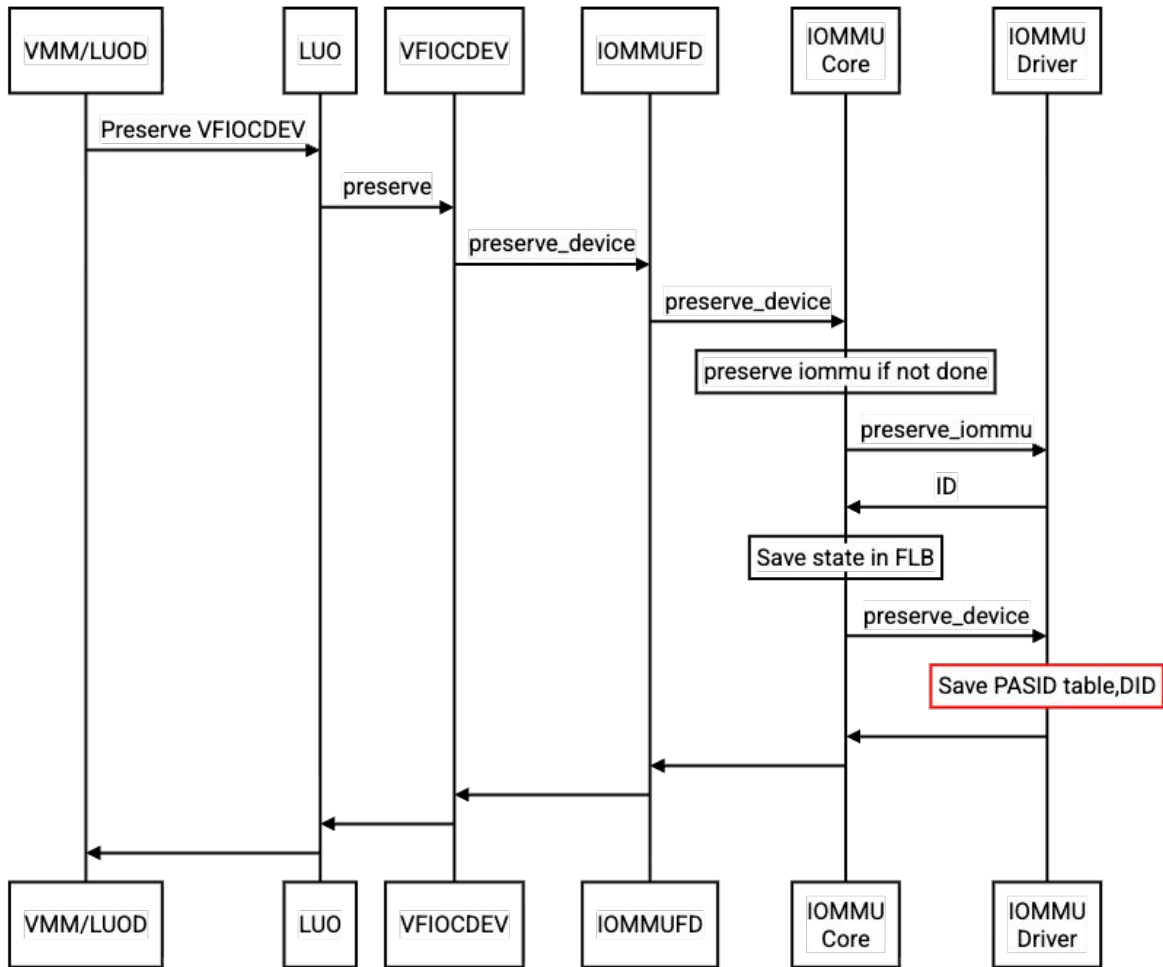 VMM/LUOD
LUO
VFIOCDEV
IOMMUFD
IOMMU
Core
IOMMU
Driver
Preserve VFIOCDEV
preserve
preserve_device
preserve_device
preserve iommu if not done
preserve_iommu
ID
Save state in FLB
preserve_device
Save PASID table,DID
VMM/LUOD
LUO
VFIOCDEV
IOMMUFD
IOMMU
Core
IOMMU
Driver